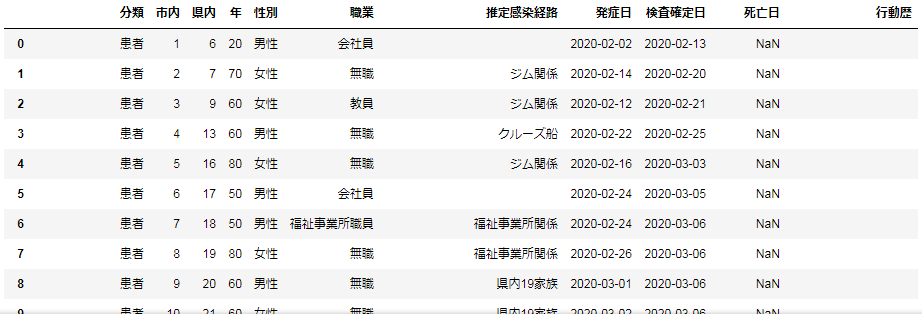 分類 市内 県内 年 性別 職業 推定感染経路 発症日 検査確定日 死亡日 行動歴
0 患者 1 6 20 男性 会社員 2020-02-02 2020-02-13 NaN
1 患者 2 7 70 女性 無職 ジム関係 2020-02-14 2020-02-20 NaN
2 患者 3 9 60 女性 教員 ジム関係 2020-02-12 2020-02-21 NaN
3 患者 4 13 60 男性 無職 クルーズ船 2020-02-22 2020-02-25 NaN
4 患者 5 16 80 女性 無職 ジム関係 2020-02-16 2020-03-03 NaN
5 患者 6 17 50 男性 会社員 2020-02-24 2020-03-05 NaN
6 患者 7 18 50 男性 福祉事業所職員 福祉事業所関係 2020-02-24 2020-03-06 NaN
7 患者 8 19 80 女性 無職 福祉事業所関係 2020-02-26 2020-03-06 NaN
8 患者 9 20 60 男性 無職 県内19家族 2020-03-01 2020-03-06 NaN
9 患者 10 21 60 女性 無職 県内19家族 2020-03-02 2020-03-06 NaN